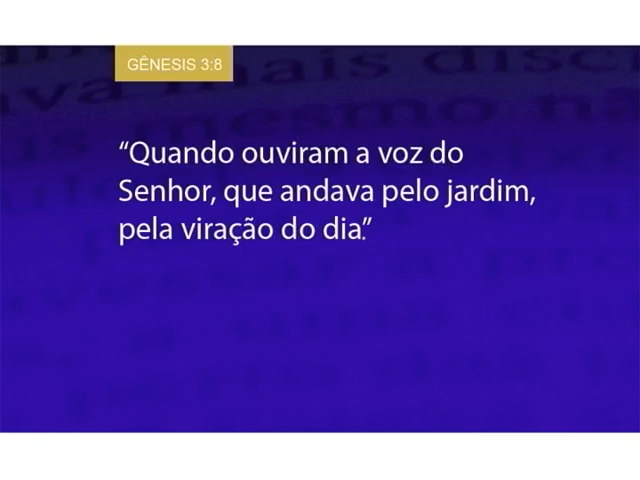 GÊNESIS 3:8
“Quando ouviram a voz do
Senhor, que andava pelo jardim,
pela viração do dia.”